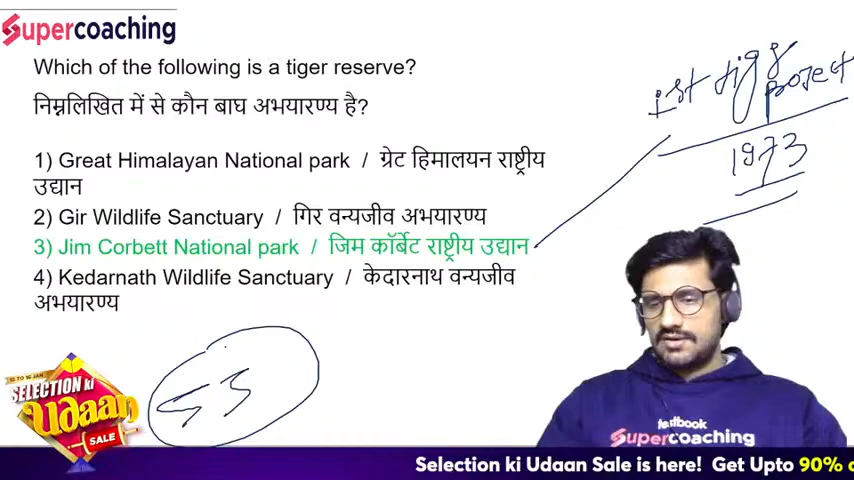 Supercoaching
Which of the following is a tiger reserve?
निम्नलिखित में से कौन बाघ अभयारण्य है?
1) Great Himalayan National park / ग्रेट हिमालयन राष्ट्रीय
उद्यान
2) Gir Wildlife Sanctuary / गिर वन्यजीव अभयारण्य
3) Jim Corbett National park / जिम कॉर्बेट राष्ट्रीय उद्यान
4) Kedarnath Wildlife Sanctuary / केदारनाथ वन्यजीव
अभयारण्य
1st
project
1973
SELECTION ki
Udaan
SALE
testbook
Supercoaching
Selection ki Udaan Sale is here! Get Upto 90%